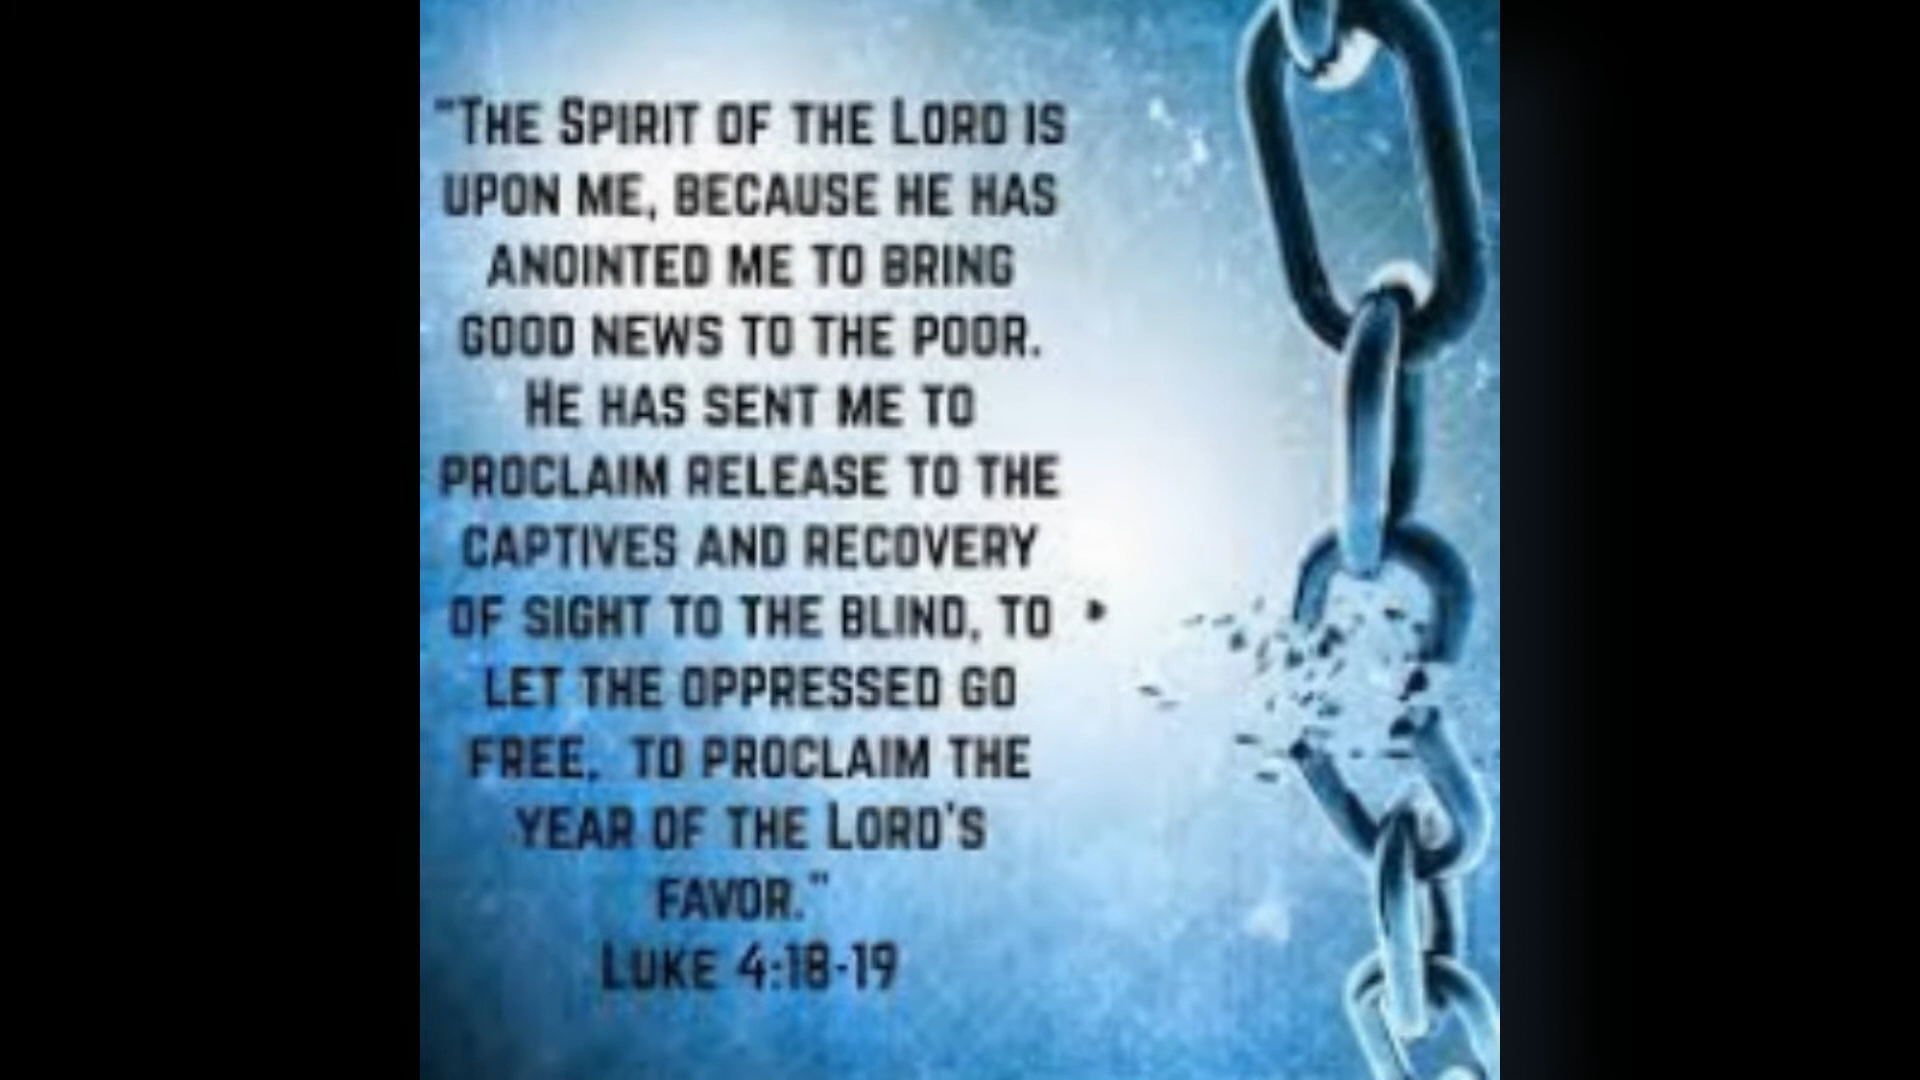 "The Spirit of the Lord is
upon me, because he has
anointed me to bring
good news to the poor.
He has sent me to
proclaim release to the
captives and recovery
of sight to the blind, to
let the oppressed go
free, to proclaim the
year of the Lord's
favor."
Luke 4:18-19